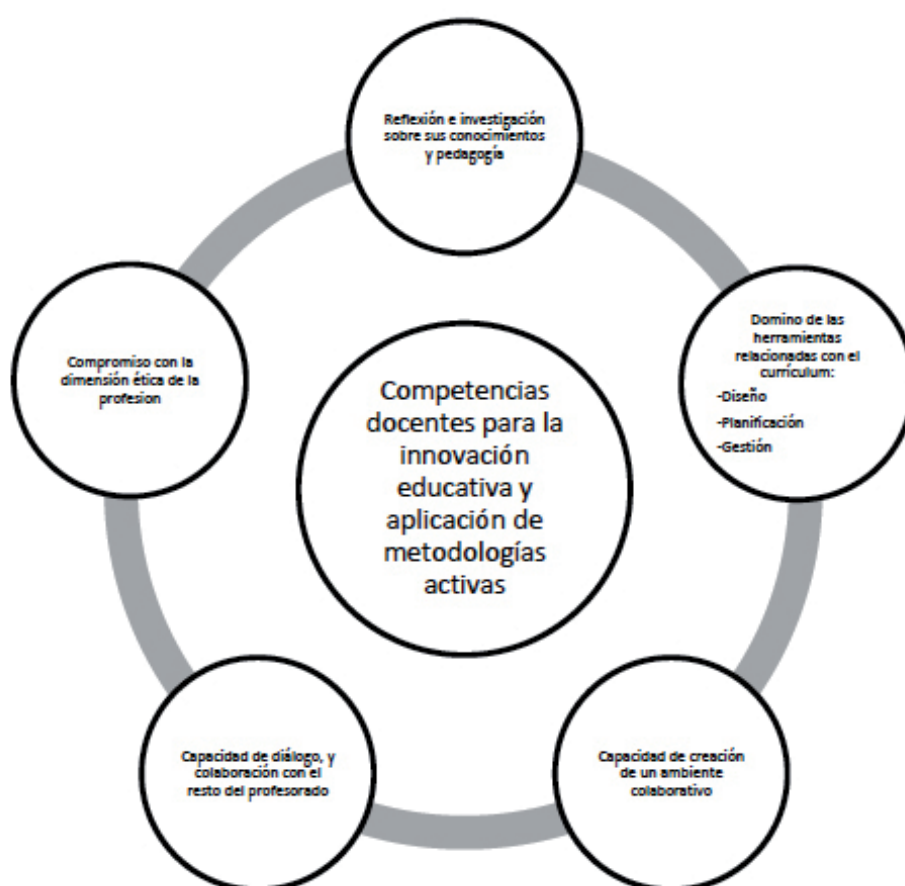 Reflexión e investigación
sobre sus conocimientos
y pedagogía
Domino de las
herramientas
relacionadas con el
currículum:
-Diseño
-Planificación
-Gestión
Compromiso con la
dimensión ética de la
profesion
Competencias
docentes para la
innovación
educativa y
aplicación de
metodologías
activas
Capacidad de diálogo, y
colaboración con el
resto del profesorado
Capacidad de creación
de un ambiente
colaborativo